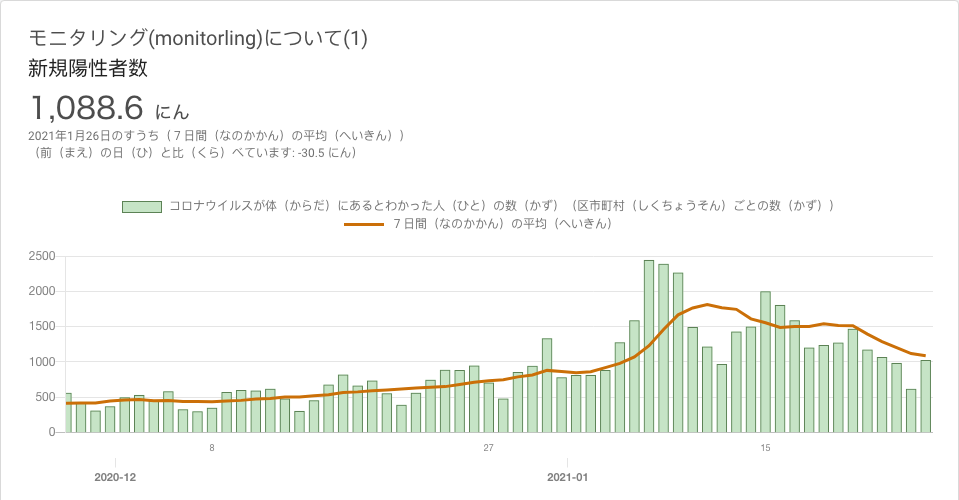 モニタリング(monitorling)について(1)
新規陽性者数
1,088.6 にん
2021年1月26日のすうち（７日間（なのかかん）の平均（へいきん））
（前（まえ）の日（ひ）と比（くら）べています: -30.5 にん）
コロナウイルスが体（からだ）にあるとわかった人（ひと）の数（かず）（区市町村（しくちょうそん）ごとの数（かず））
７日間（なのかかん）の平均（へいきん）
2500
2000
1500
1000
500
0
8 27 15
2020-12 2021-01